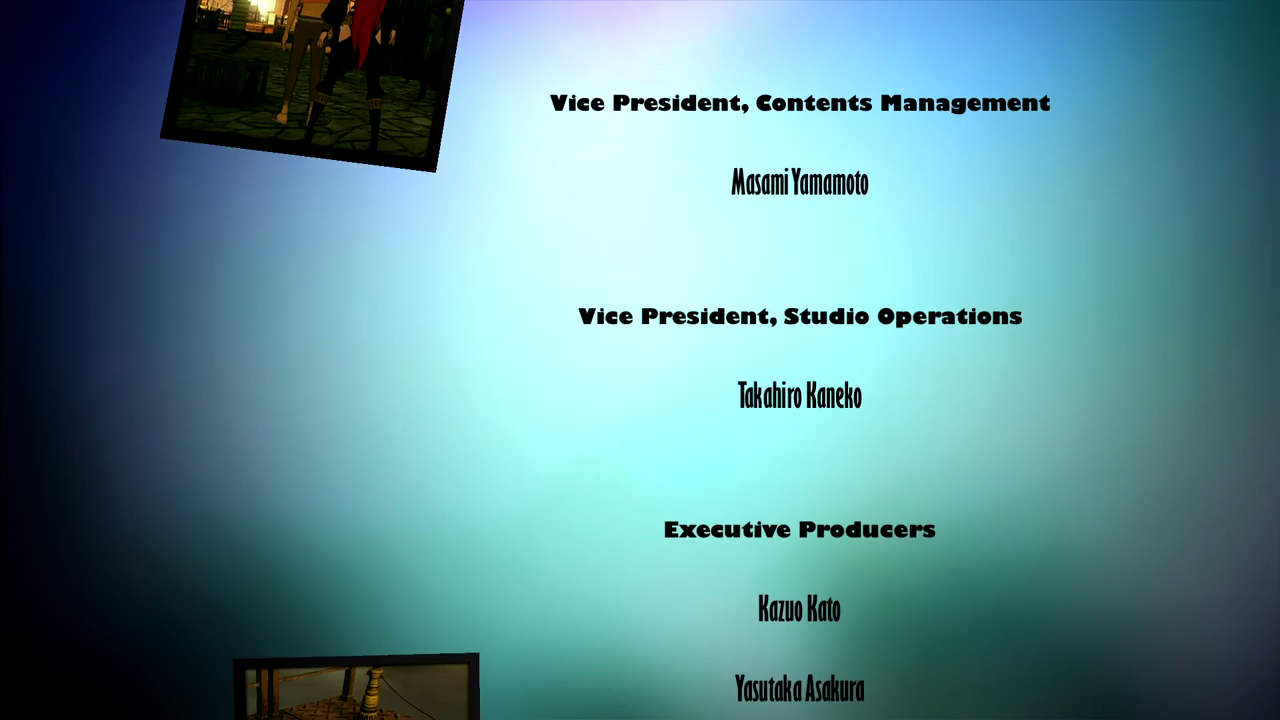 Vice President, Contents Management
Masami Yamamoto
Vice President, Studio Operations
Takahiro Kaneko
Executive Producers
Kazuo Kato
Yasutaka Asakura